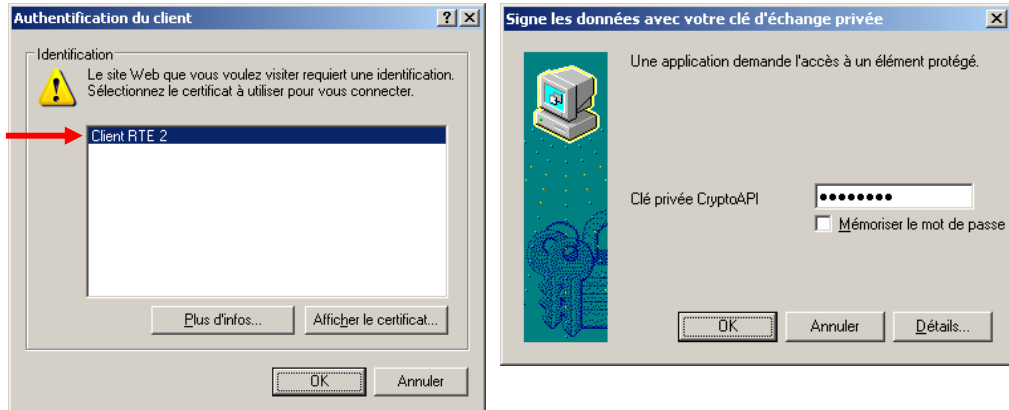 Authentification du client
Identification
Le site Web que vous voulez visiter requiert une identification.
Sélectionnez le certificat à utiliser pour vous connecter.
Client RTE 2
Plus d'infos...
Afficher le certificat...
OK
Annuler
Signe les données avec votre clé d'échange privée
Une application demande l'accès à un élément protégé.
Clé privée CryptoAPI
●●●●●●●●
Mémoriser le mot de passe
OK
Annuler
Détails...